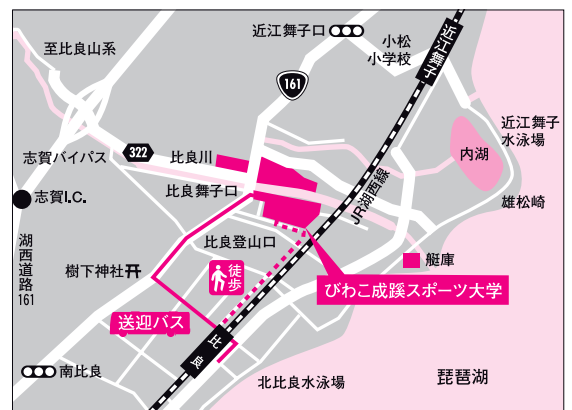 近江舞子口
至比良山系
小松
小学校
近江舞子
161
近江舞子
水泳場
322
比良川
内湖
志賀バイパス
比良舞子口
志賀I.C.
JR湖西線
雄松崎
湖西道路
161
比良登山口
艇庫
樹下神社
徒歩
びわこ成蹊スポーツ大学
送迎バス
比良
南比良
北比良水泳場
琵琶湖